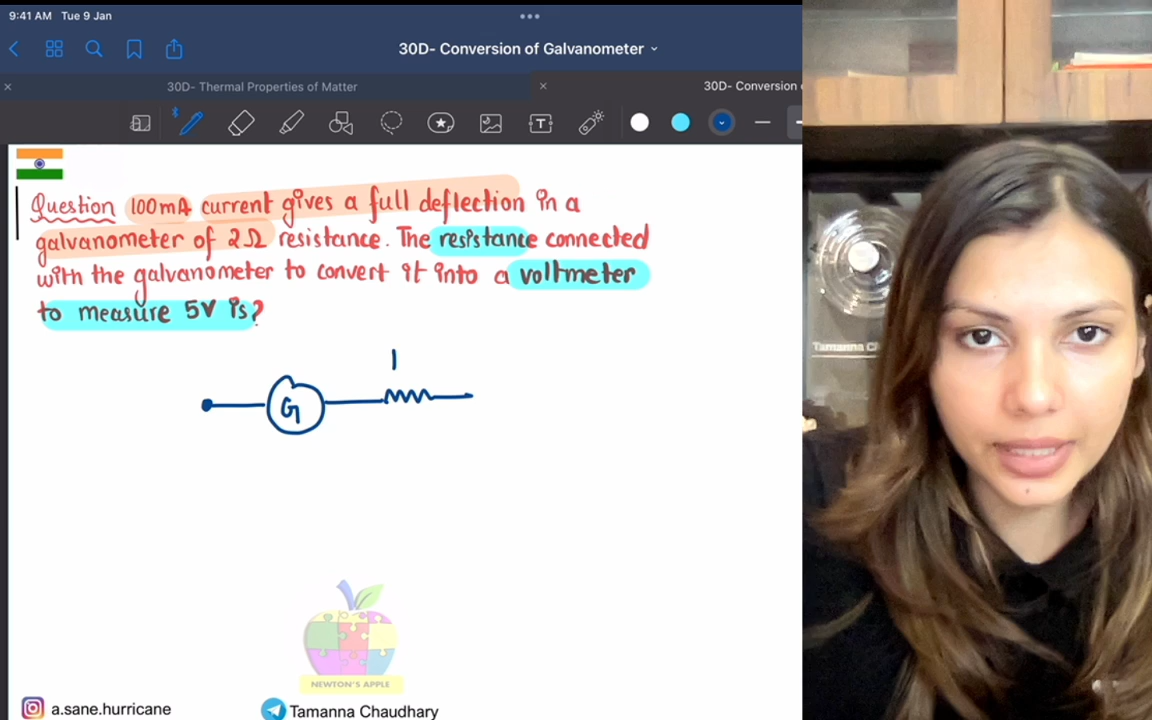 9:41 AM Tue 9 Jan
30D- Conversion of Galvanometer
30D- Thermal Properties of Matter
30D- Conversion
T
Question 100mA current gives a full deflection in a
galvanometer of 2Ω resistance. The resistance connected
with the galvanometer to convert it into a voltmeter
to measure 5V is?
G
Tamanna
NEWTON'S APPLE
a.sane.hurricane
Tamanna Chaudhary